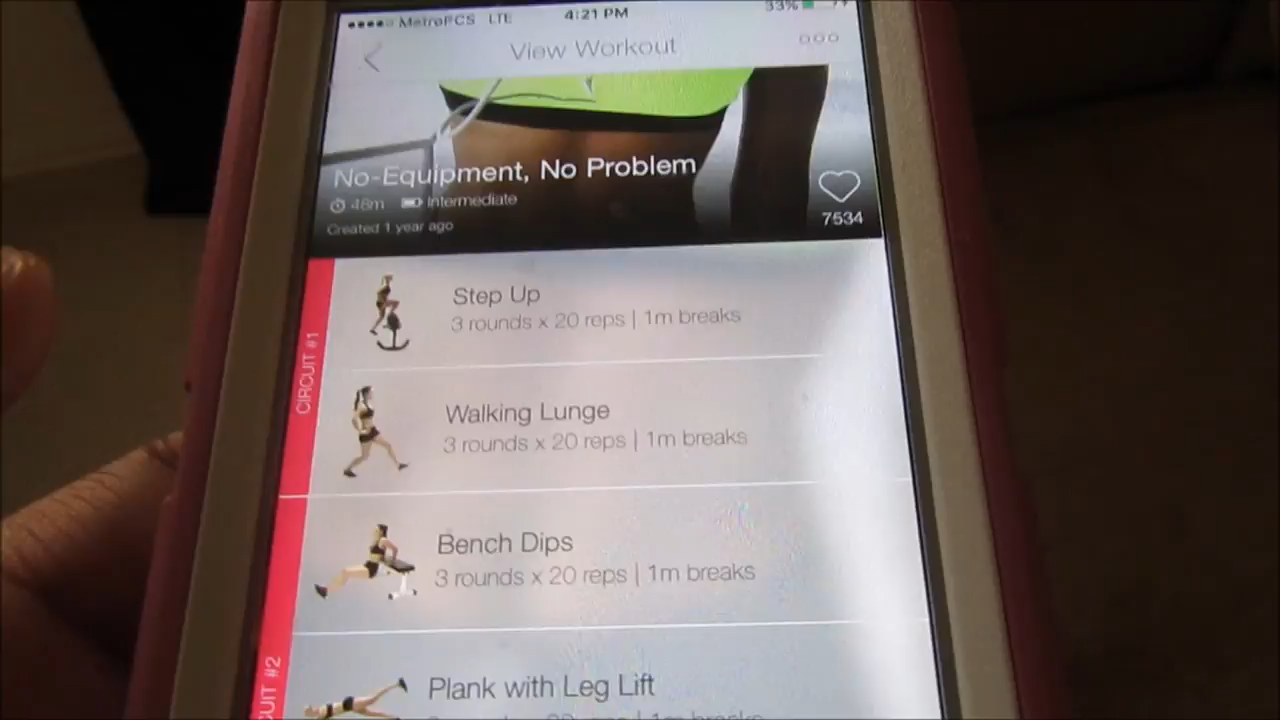 MetroPCS LTE 4:21 PM 33%
View Workout
No-Equipment, No Problem
48m Intermediate
7534
Created 1 year ago
CIRCUIT #1
Step Up
3 rounds x 20 reps | 1m breaks
Walking Lunge
3 rounds x 20 reps | 1m breaks
Bench Dips
3 rounds x 20 reps | 1m breaks
#2
Plank with Leg Lift